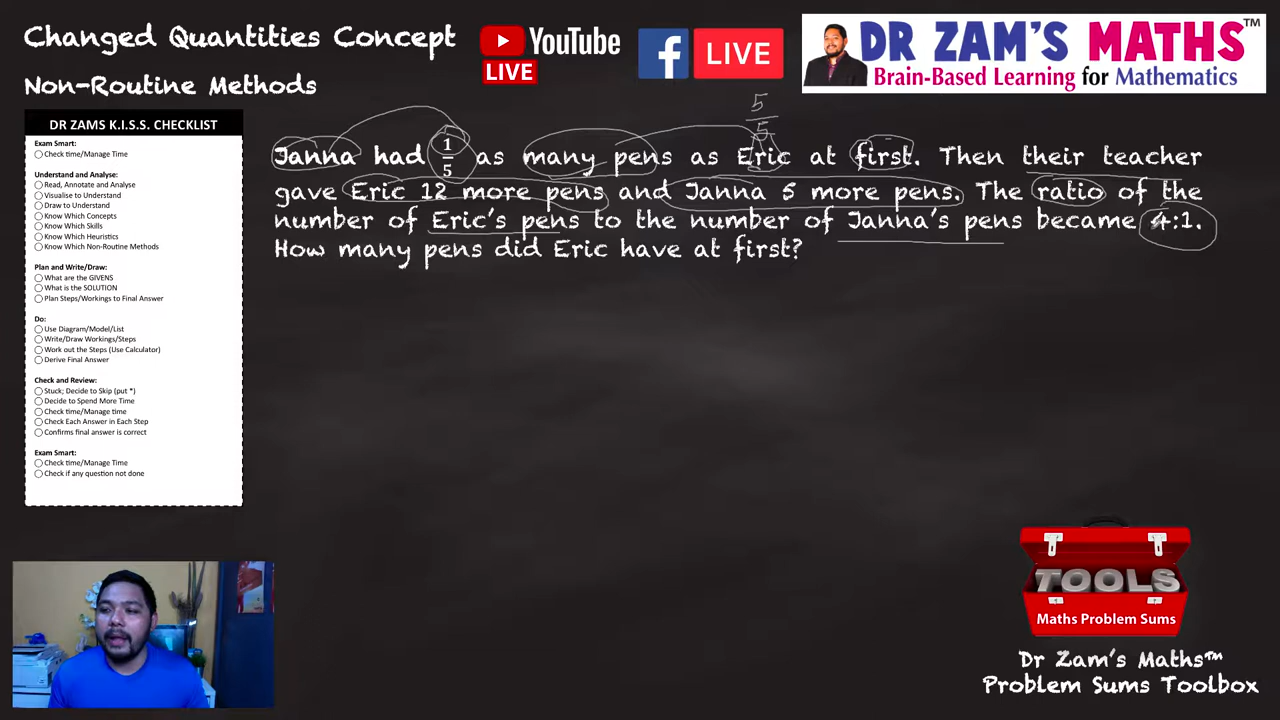 Changed Quantities Concept
Non-Routine Methods
YouTube
LIVE
f
LIVE
DR ZAM'S MATHS™
Brain-Based Learning for Mathematics
DR ZAMS K.I.S.S. CHECKLIST
Exam Smart:
Check time/Manage Time
Understand and Analyse:
Read, Annotate and Analyse
Visualise to Understand
Draw to Understand
Know Which Concepts
Know Which Skills
Know Which Heuristics
Know Which Non-Routine Methods
Plan and Write/Draw:
What are the GIVENS
What is the SOLUTION
Plan Steps/Workings to Final Answer
Do:
Use Diagram/Model/List
Write/Draw Workings/Steps
Work out the Steps (Use Calculator)
Derive Final Answer
Check and Review:
Stuck; Decide to Skip (put *)
Decide to Spend More Time
Check time/Manage time
Check Each Answer in Each Step
Confirms final answer is correct
Exam Smart:
Check time/Manage Time
Check if any question not done
5/5
Janna had 1/5 as many pens as Eric at first. Then their teacher
gave Eric 12 more pens and Janna 5 more pens. The ratio of the
number of Eric's pens to the number of Janna's pens became 4:1.
How many pens did Eric have at first?
TOOLS
Maths Problem Sums
Dr Zam's Maths™
Problem Sums Toolbox